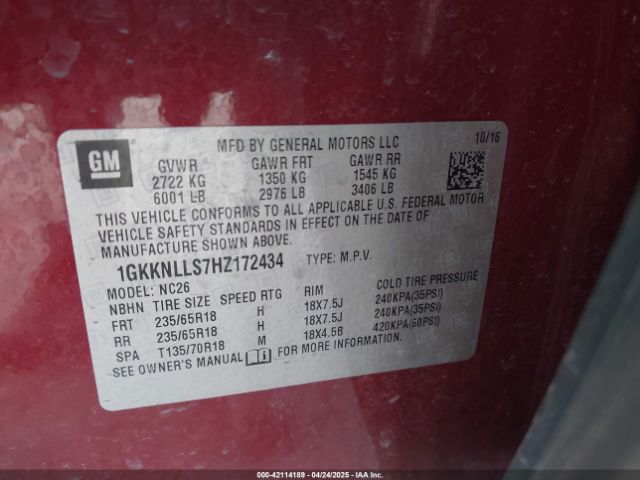 MFD BY GENERAL MOTORS LLC 10/16
GM GVWR GAWR FRT GAWR RR
2722 KG 1350 KG 1545 KG
6001 LB 2976 LB 3406 LB
THIS VEHICLE CONFORMS TO ALL APPLICABLE U.S. FEDERAL MOTOR
VEHICLE SAFETY STANDARDS IN EFFECT ON THE DATE OF
MANUFACTURE SHOWN ABOVE.
1GKKNLLS7HZ172434 TYPE: M.P.V.
MODEL: NC26
NBHN TIRE SIZE SPEED RTG RIM COLD TIRE PRESSURE
FRT 235/65R18 H 18X7.5J 240KPA(35PSI)
RR 235/65R18 H 18X7.5J 240KPA(35PSI)
SPA T135/70R18 M 18X4.5B 420KPA(60PSI)
SEE OWNER'S MANUAL FOR MORE INFORMATION.
000-42114189 04/24/2025 IAAI.COM